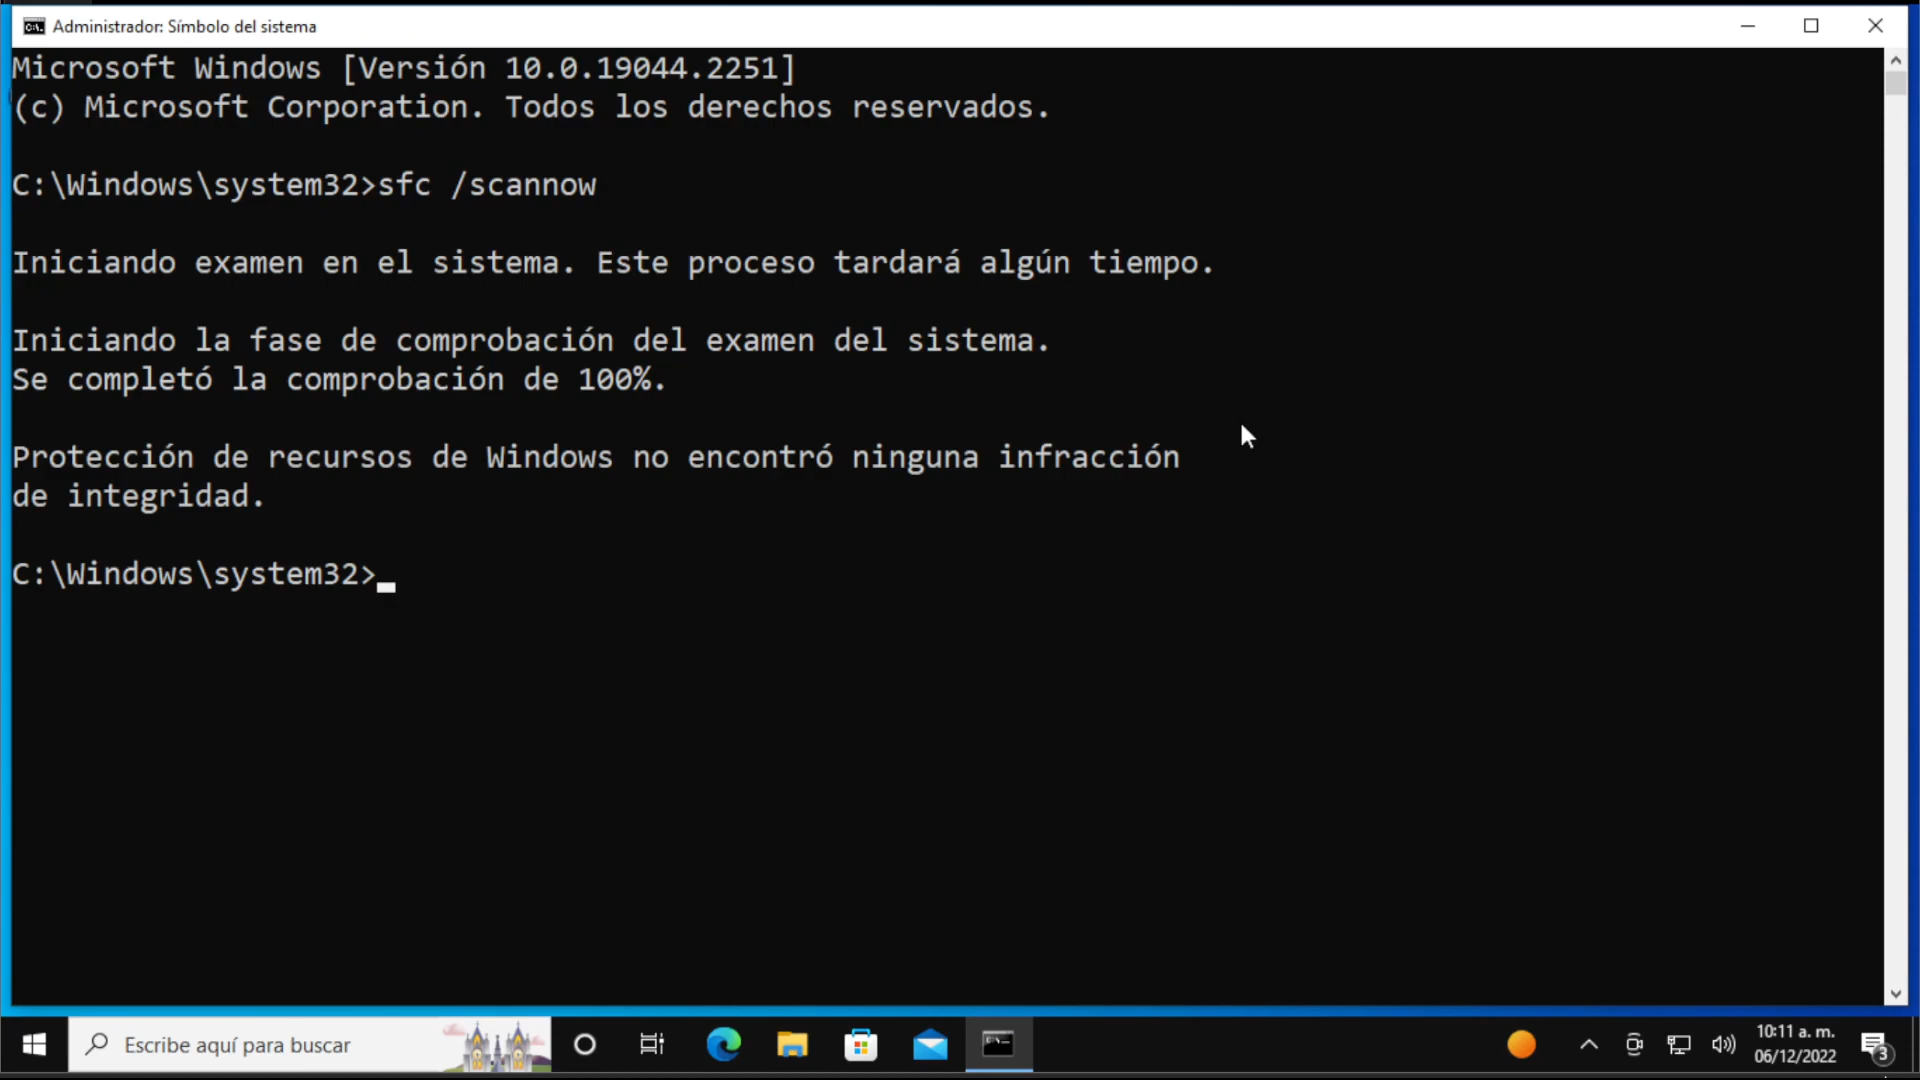 Administrador: Símbolo del sistema
Microsoft Windows [Versión 10.0.19044.2251]
(c) Microsoft Corporation. Todos los derechos reservados.
C:\Windows\system32>sfc /scannow
Iniciando examen en el sistema. Este proceso tardará algún tiempo.
Iniciando la fase de comprobación del examen del sistema.
Se completó la comprobación de 100%.
Protección de recursos de Windows no encontró ninguna infracción
de integridad.
C:\Windows\system32>
Escribe aquí para buscar
10:11 a. m.
06/12/2022
3